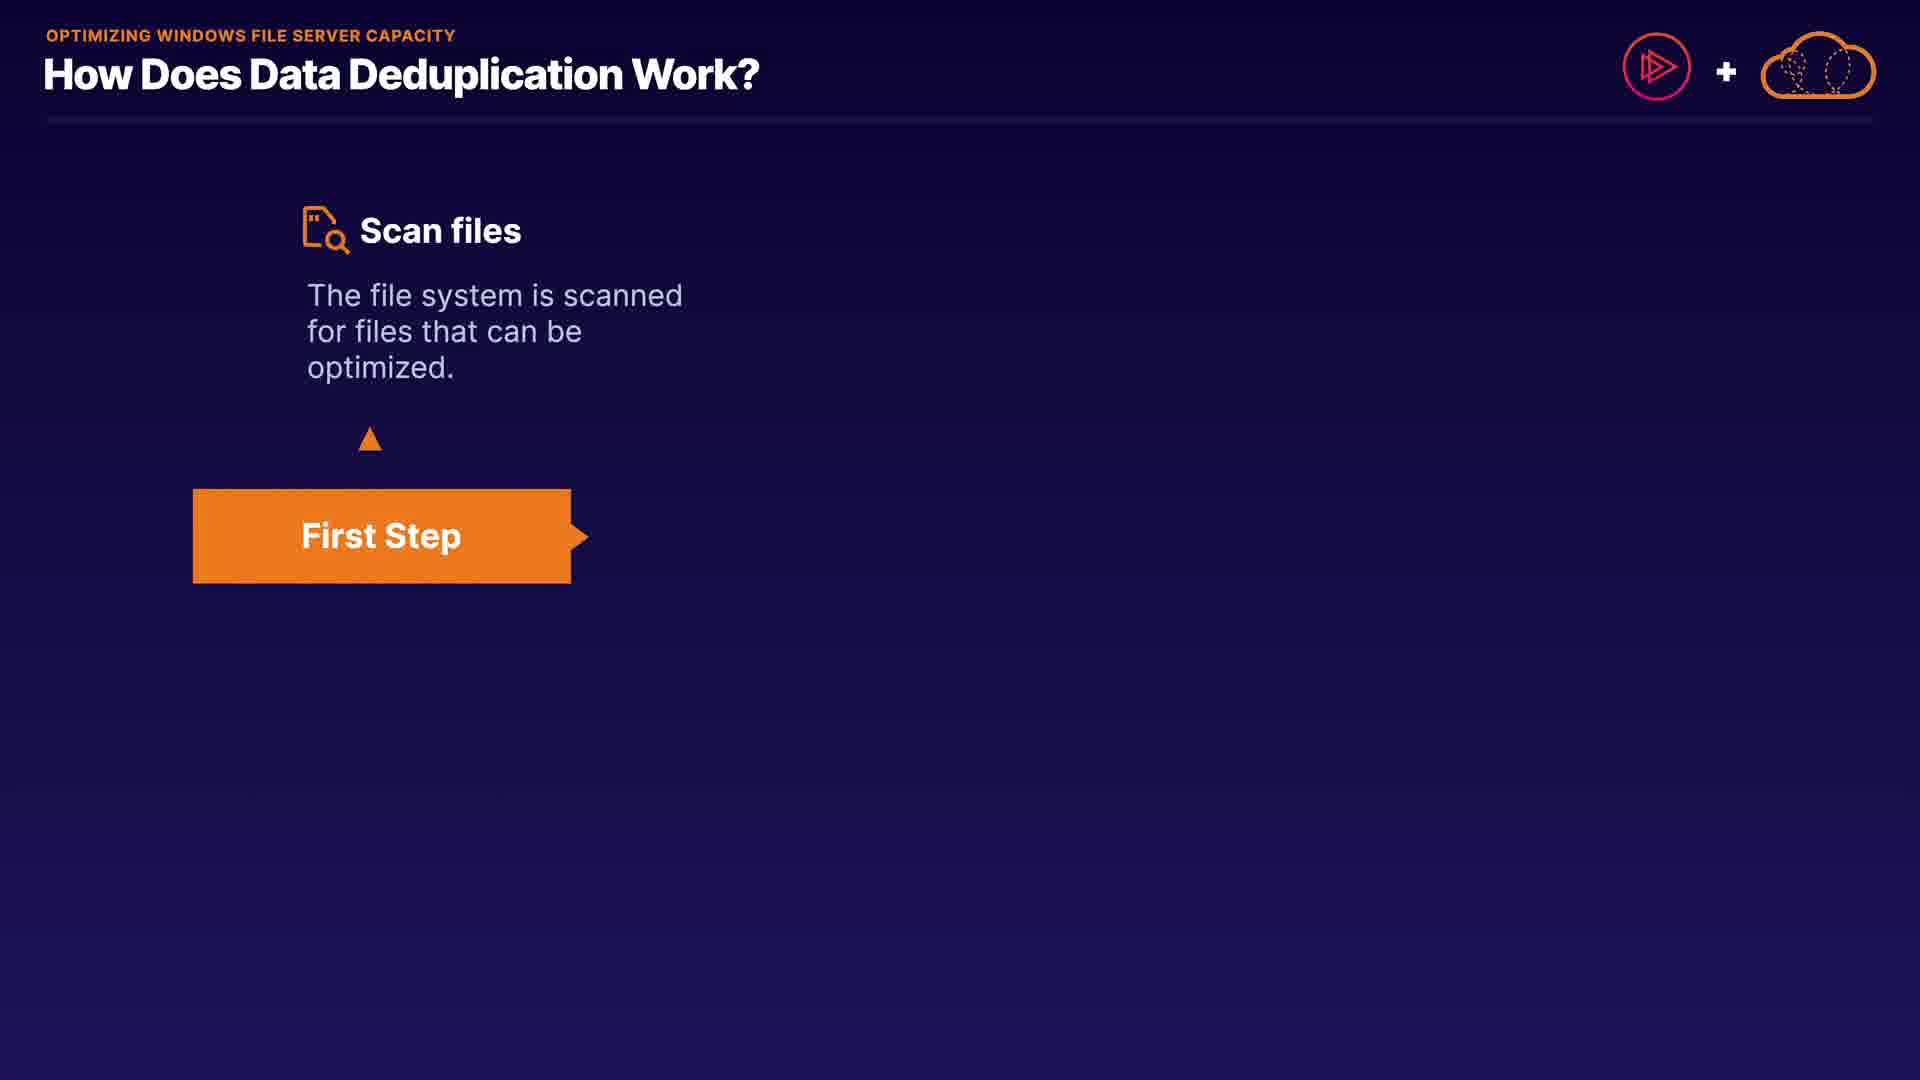 OPTIMIZING WINDOWS FILE SERVER CAPACITY
How Does Data Deduplication Work?
Scan files
The file system is scanned
for files that can be
optimized.
First Step